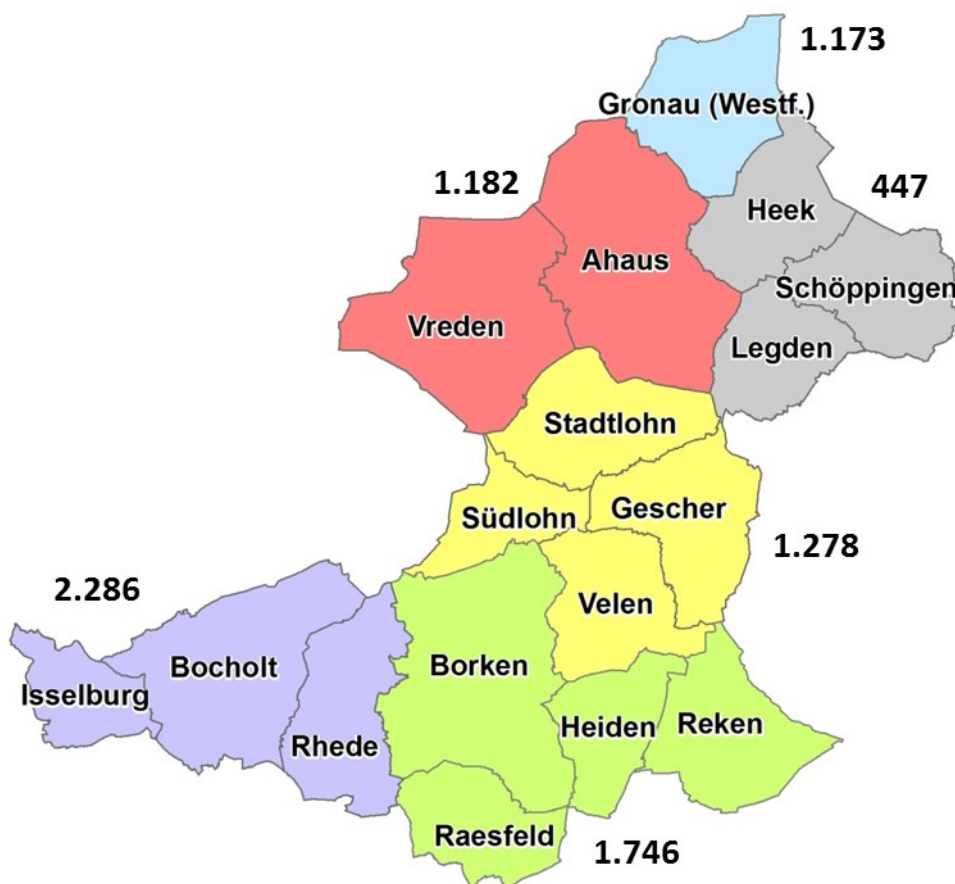 1.173
Gronau (Westf.)
1.182
447
Heek
Ahaus
Schöppingen
Vreden
Legden
Stadtlohn
Gescher
Südlohn
1.278
2.286
Velen
Bocholt
Borken
Isselburg
Heiden
Reken
Rhede
Raesfeld
1.746